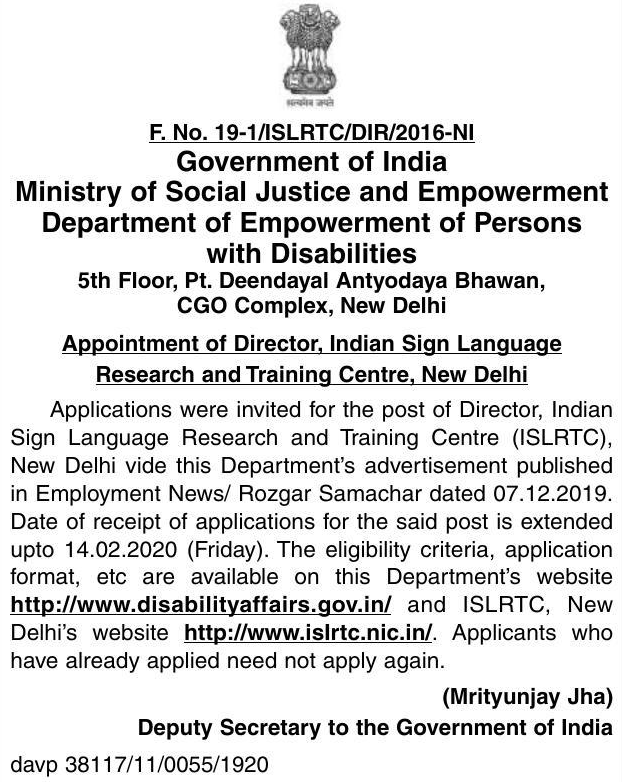 सत्यमेव जयते
F. No. 19-1/ISLRTC/DIR/2016-NI
Government of India
Ministry of Social Justice and Empowerment
Department of Empowerment of Persons
with Disabilities
5th Floor, Pt. Deendayal Antyodaya Bhawan,
CGO Complex, New Delhi
Appointment of Director, Indian Sign Language
Research and Training Centre, New Delhi
Applications were invited for the post of Director, Indian
Sign Language Research and Training Centre (ISLRTC),
New Delhi vide this Department's advertisement published
in Employment News/ Rozgar Samachar dated 07.12.2019.
Date of receipt of applications for the said post is extended
upto 14.02.2020 (Friday). The eligibility criteria, application
format, etc are available on this Department's website
http://www.disabilityaffairs.gov.in/ and ISLRTC, New
Delhi's website http://www.islrtc.nic.in/. Applicants who
have already applied need not apply again.
(Mrityunjay Jha)
Deputy Secretary to the Government of India
davp 38117/11/0055/1920